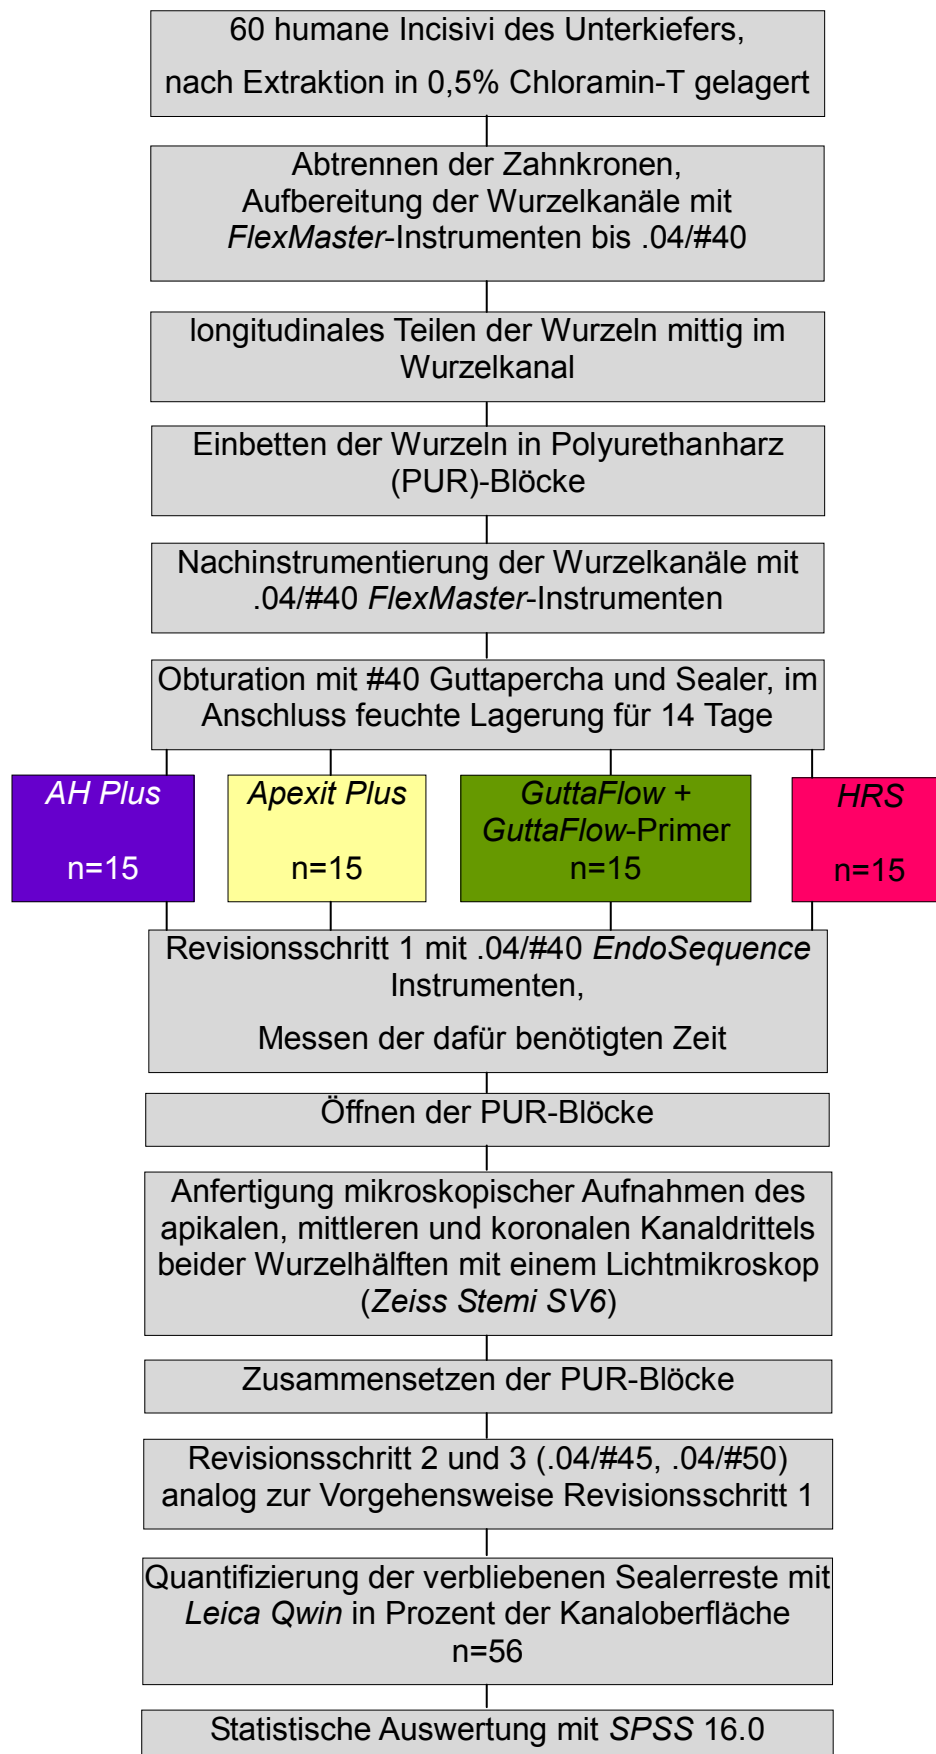 60 humane Incisivi des Unterkiefers,
nach Extraktion in 0,5% Chloramin-T gelagert
Abtrennen der Zahnkronen,
Aufbereitung der Wurzelkanäle mit
FlexMaster-Instrumenten bis .04/#40
longitudinales Teilen der Wurzeln mittig im
Wurzelkanal
Einbetten der Wurzeln in Polyurethanharz
(PUR)-Blöcke
Nachinstrumentierung der Wurzelkanäle mit
.04/#40 FlexMaster-Instrumenten
Obturation mit #40 Guttapercha und Sealer, im
Anschluss feuchte Lagerung für 14 Tage
AH Plus
n=15
Apexit Plus
n=15
GuttaFlow +
GuttaFlow-Primer
n=15
HRS
n=15
Revisionsschritt 1 mit .04/#40 EndoSequence
Instrumenten,
Messen der dafür benötigten Zeit
Öffnen der PUR-Blöcke
Anfertigung mikroskopischer Aufnahmen des
apikalen, mittleren und koronalen Kanaldrittels
beider Wurzelhälften mit einem Lichtmikroskop
(Zeiss Stemi SV6)
Zusammensetzen der PUR-Blöcke
Revisionsschritt 2 und 3 (.04/#45, .04/#50)
analog zur Vorgehensweise Revisionsschritt 1
Quantifizierung der verbliebenen Sealerreste mit
Leica Qwin in Prozent der Kanaloberfläche
n=56
Statistische Auswertung mit SPSS 16.0